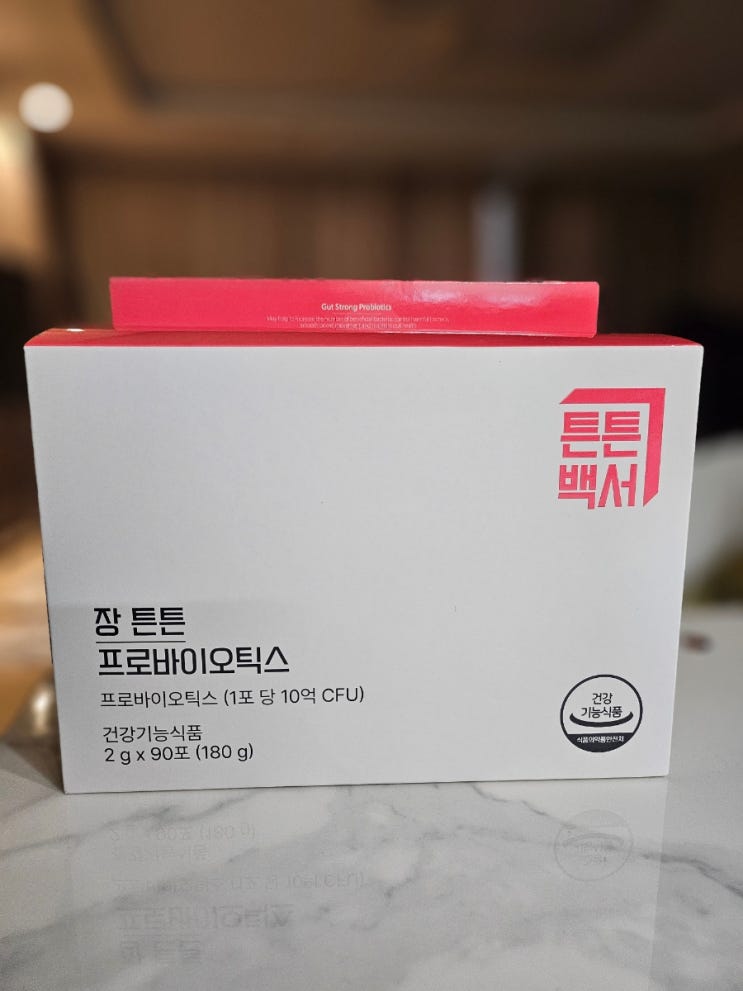 Gut Strong Probiotics
튼튼
백서
장 튼튼
프로바이오틱스
프로바이오틱스 (1포 당 10억 CFU)
건강기능식품
2 g x 90포 (180 g)
건강
기능식품
식품의약품안전처